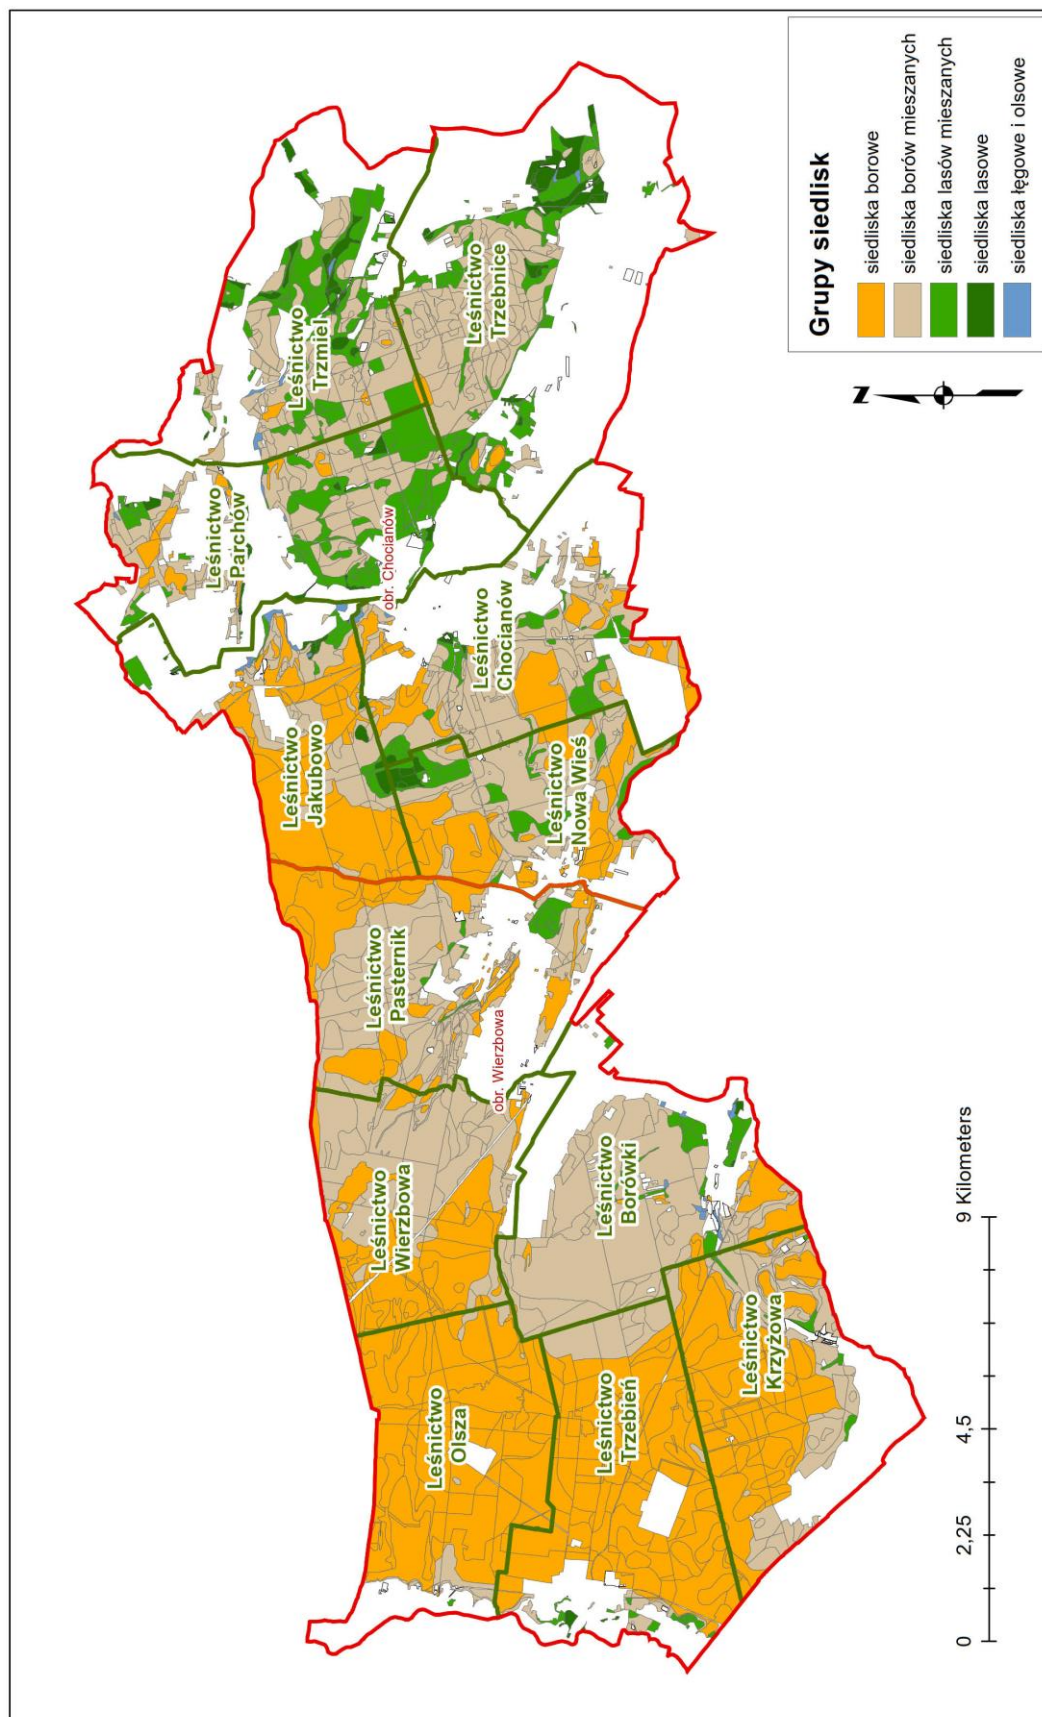 Leśnictwo
Parchów
Leśnictwo
Trzmiel
Leśnictwo
Jakubowo
Leśnictwo
Pasternik
Leśnictwo
Wierzbowa
Leśnictwo
Olsza
obr. Chocianów
Leśnictwo
Trzebnice
Leśnictwo
Chocianów
Leśnictwo
Nowa Wieś
obr. Wierzbowa
Leśnictwo
Borówki
Leśnictwo
Trzebień
Leśnictwo
Krzyżowa
Grupy siedlisk
siedliska borowe
siedliska borów mieszanych
siedliska lasów mieszanych
siedliska lasowe
siedliska łęgowe i olsowe
N
0 2,25 4,5 9 Kilometers